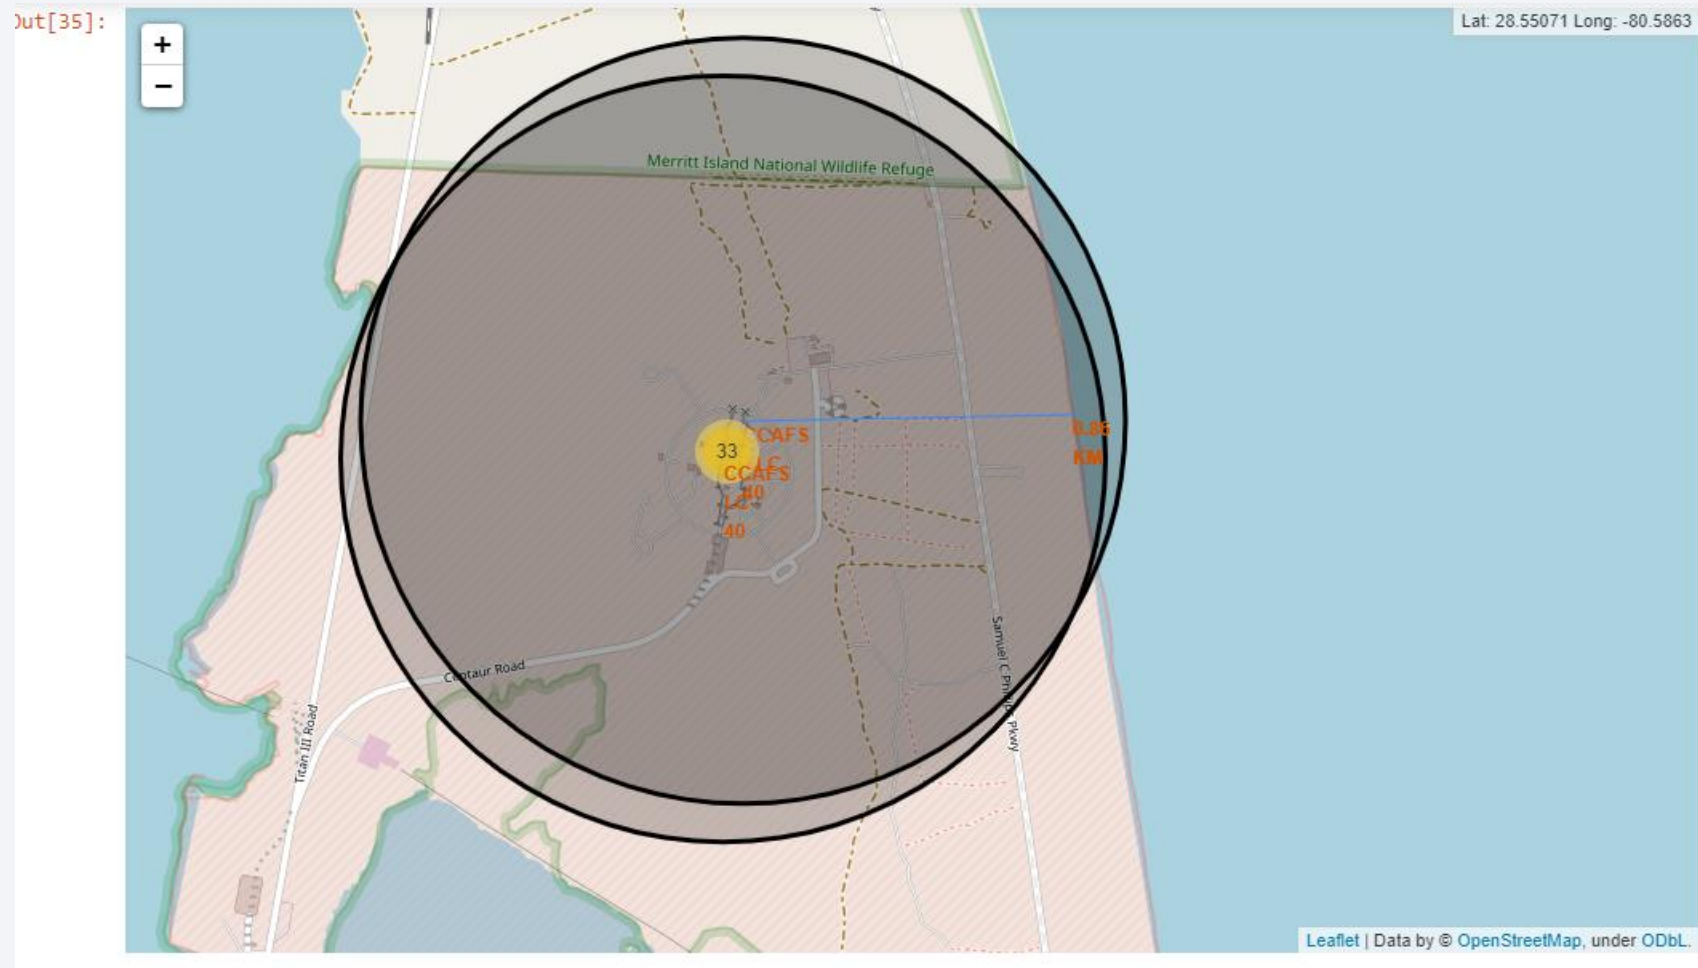 Out[35]:
+
−
Lat: 28.55071 Long: -80.5863
Merritt Island National Wildlife Refuge
33
CCAFS
LC
40
CCAFS
LC-
40
KM
Centaur Road
Titan III Road
Samuel C Phillips Pkwy
Leaflet | Data by © OpenStreetMap, under ODbL.